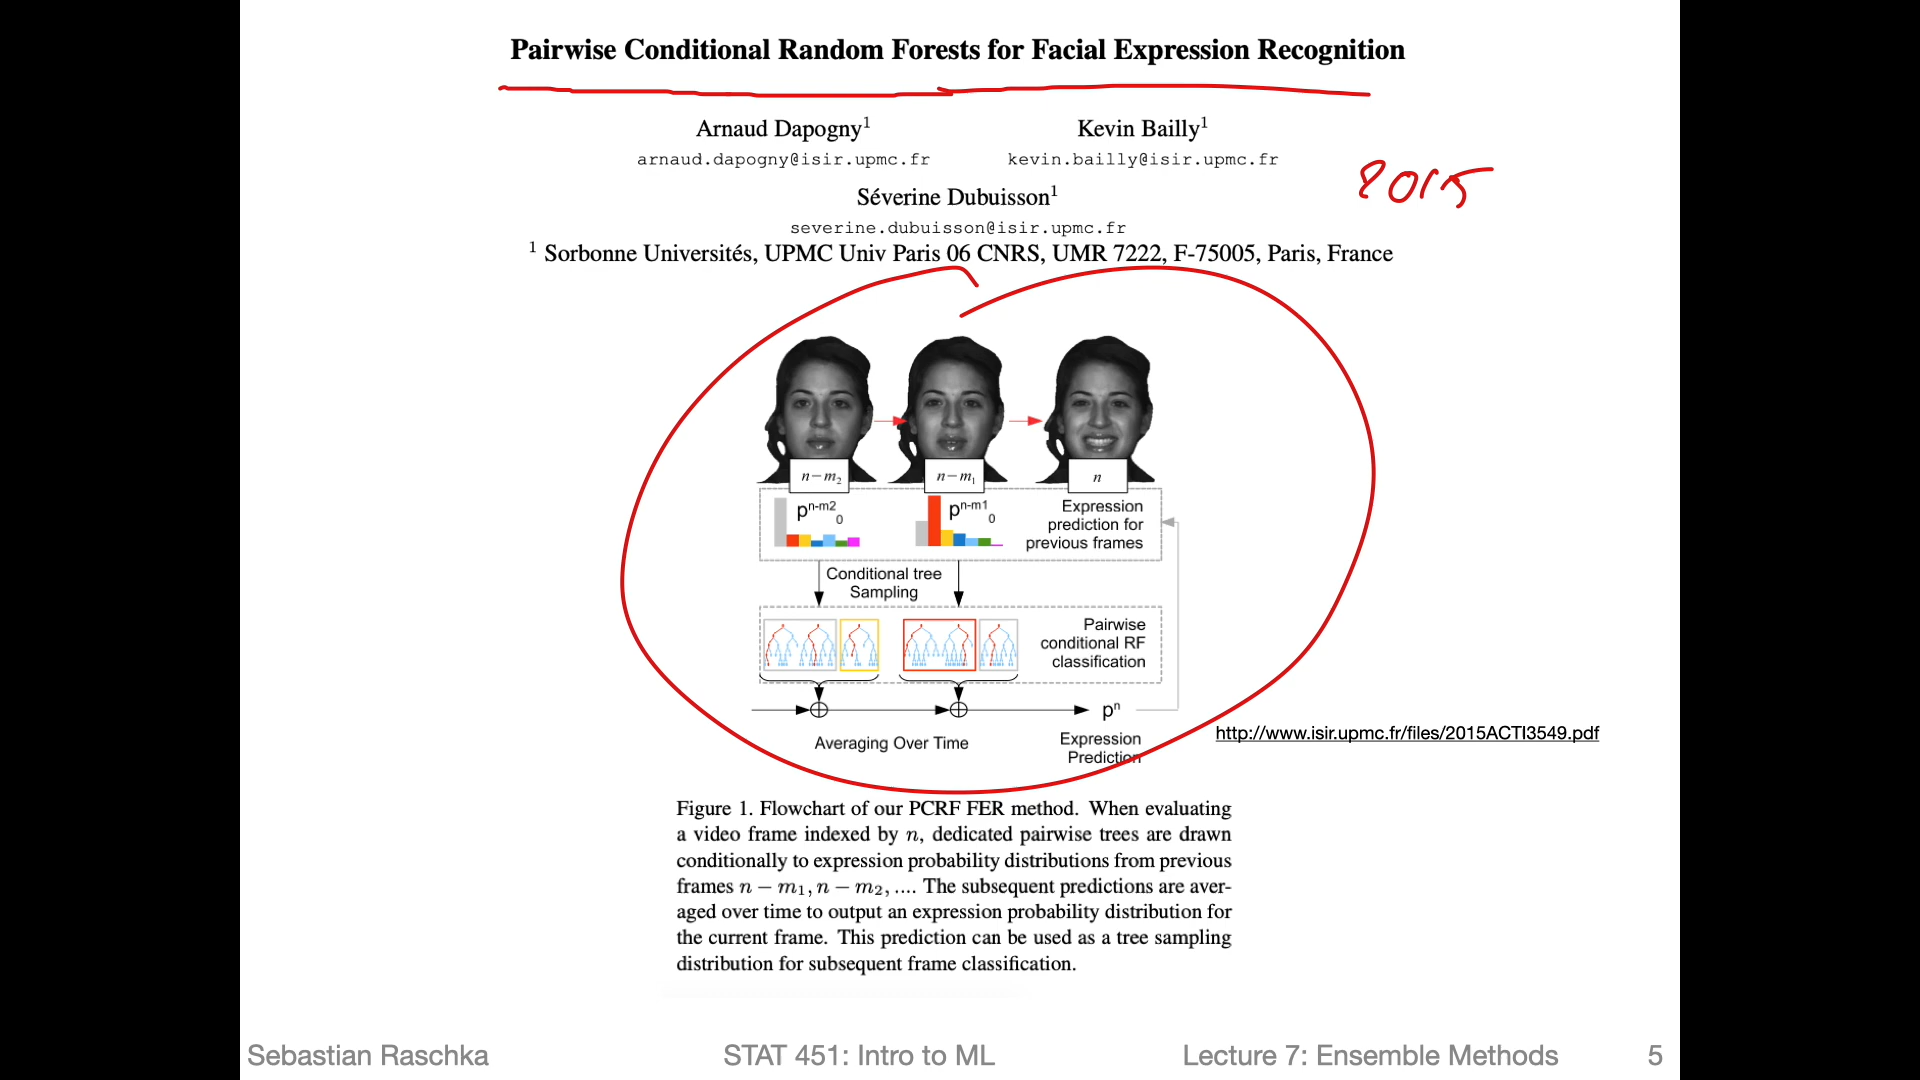 Pairwise Conditional Random Forests for Facial Expression Recognition
Arnaud Dapogny¹ Kevin Bailly¹
arnaud.dapogny@isir.upmc.fr kevin.bailly@isir.upmc.fr
2015
Séverine Dubuisson¹
severine.dubuisson@isir.upmc.fr
¹ Sorbonne Universités, UPMC Univ Paris 06 CNRS, UMR 7222, F-75005, Paris, France
n−m₂ n−m₁ n
pⁿ⁻ᵐ²₀ pⁿ⁻ᵐ¹₀
Expression
prediction for
previous frames
Conditional tree
Sampling
Pairwise
conditional RF
classification
pⁿ
Averaging Over Time
Expression
Prediction
http://www.isir.upmc.fr/files/2015ACTI3549.pdf
Figure 1. Flowchart of our PCRF FER method. When evaluating
a video frame indexed by n, dedicated pairwise trees are drawn
conditionally to expression probability distributions from previous
frames n − m₁, n − m₂, .... The subsequent predictions are aver-
aged over time to output an expression probability distribution for
the current frame. This prediction can be used as a tree sampling
distribution for subsequent frame classification.
Sebastian Raschka STAT 451: Intro to ML Lecture 7: Ensemble Methods 5